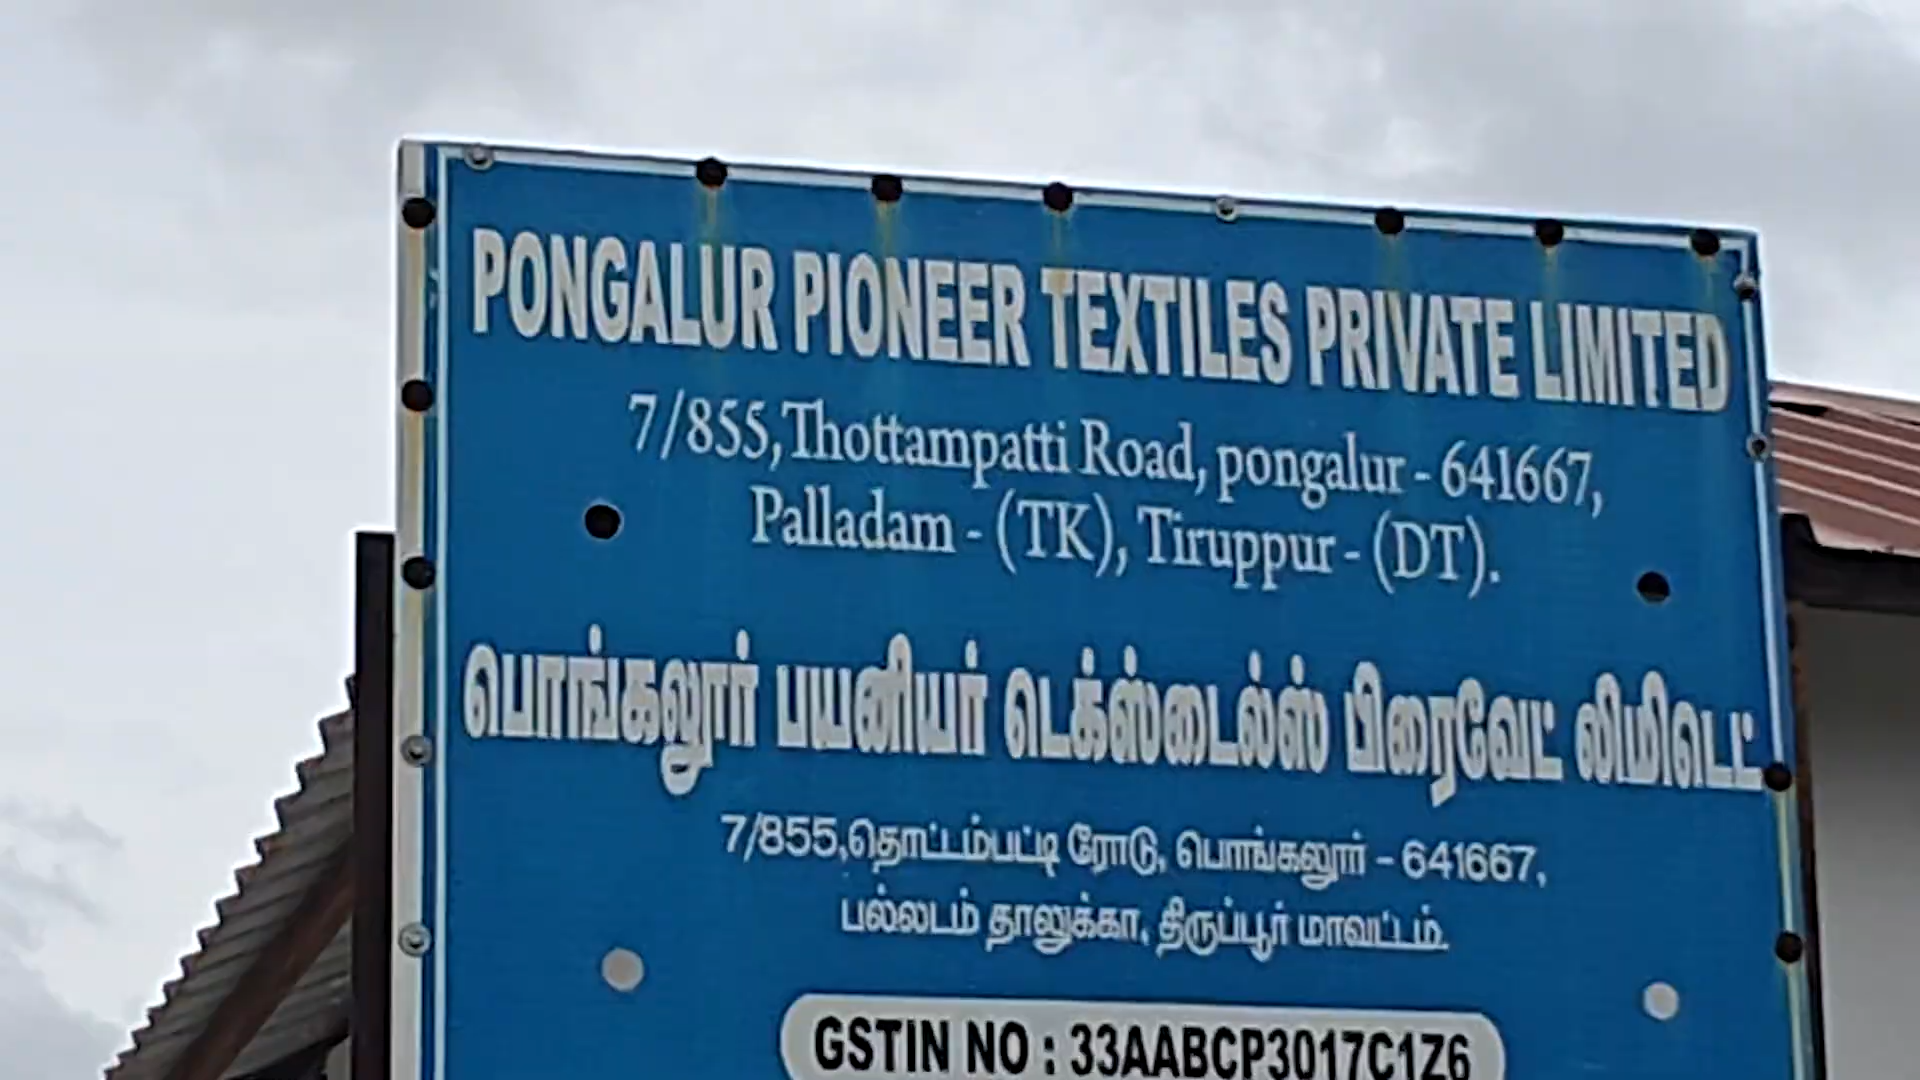 PONGALUR PIONEER TEXTILES PRIVATE LIMITED
7/855,Thottampatti Road, pongalur - 641667,
Palladam - (TK), Tiruppur - (DT).
பொங்கலூர் பயனியர் டெக்ஸ்டைல்ஸ் பிரைவேட் லிமிடெட்
7/855,தொட்டம்பட்டி ரோடு, பொங்கலூர் - 641667,
பல்லடம் தாலுக்கா, திருப்பூர் மாவட்டம்.
GSTIN NO : 33AABCP3017C1Z6